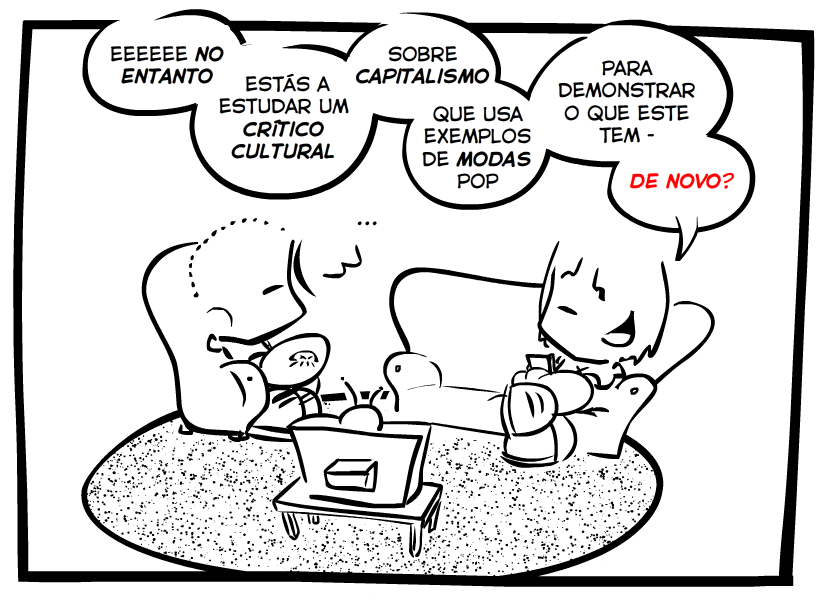 EEEEEE NO
ENTANTO
ESTÁS A
ESTUDAR UM
CRÍTICO
CULTURAL
SOBRE
CAPITALISMO
QUE USA
EXEMPLOS
DE MODAS
POP
PARA
DEMONSTRAR
O QUE ESTE
TEM -
DE NOVO?
...